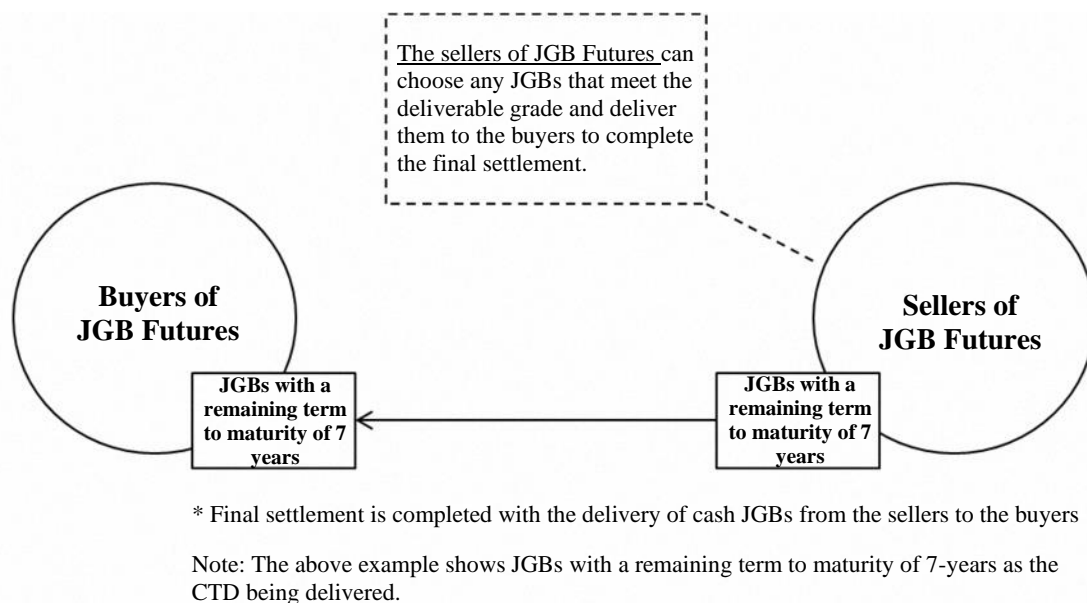 The sellers of JGB Futures can
choose any JGBs that meet the
deliverable grade and deliver
them to the buyers to complete
the final settlement.
Buyers of
JGB Futures
Sellers of
JGB Futures
JGBs with a
remaining term
to maturity of 7
years
JGBs with a
remaining term
to maturity of 7
years
* Final settlement is completed with the delivery of cash JGBs from the sellers to the buyers
Note: The above example shows JGBs with a remaining term to maturity of 7-years as the
CTD being delivered.